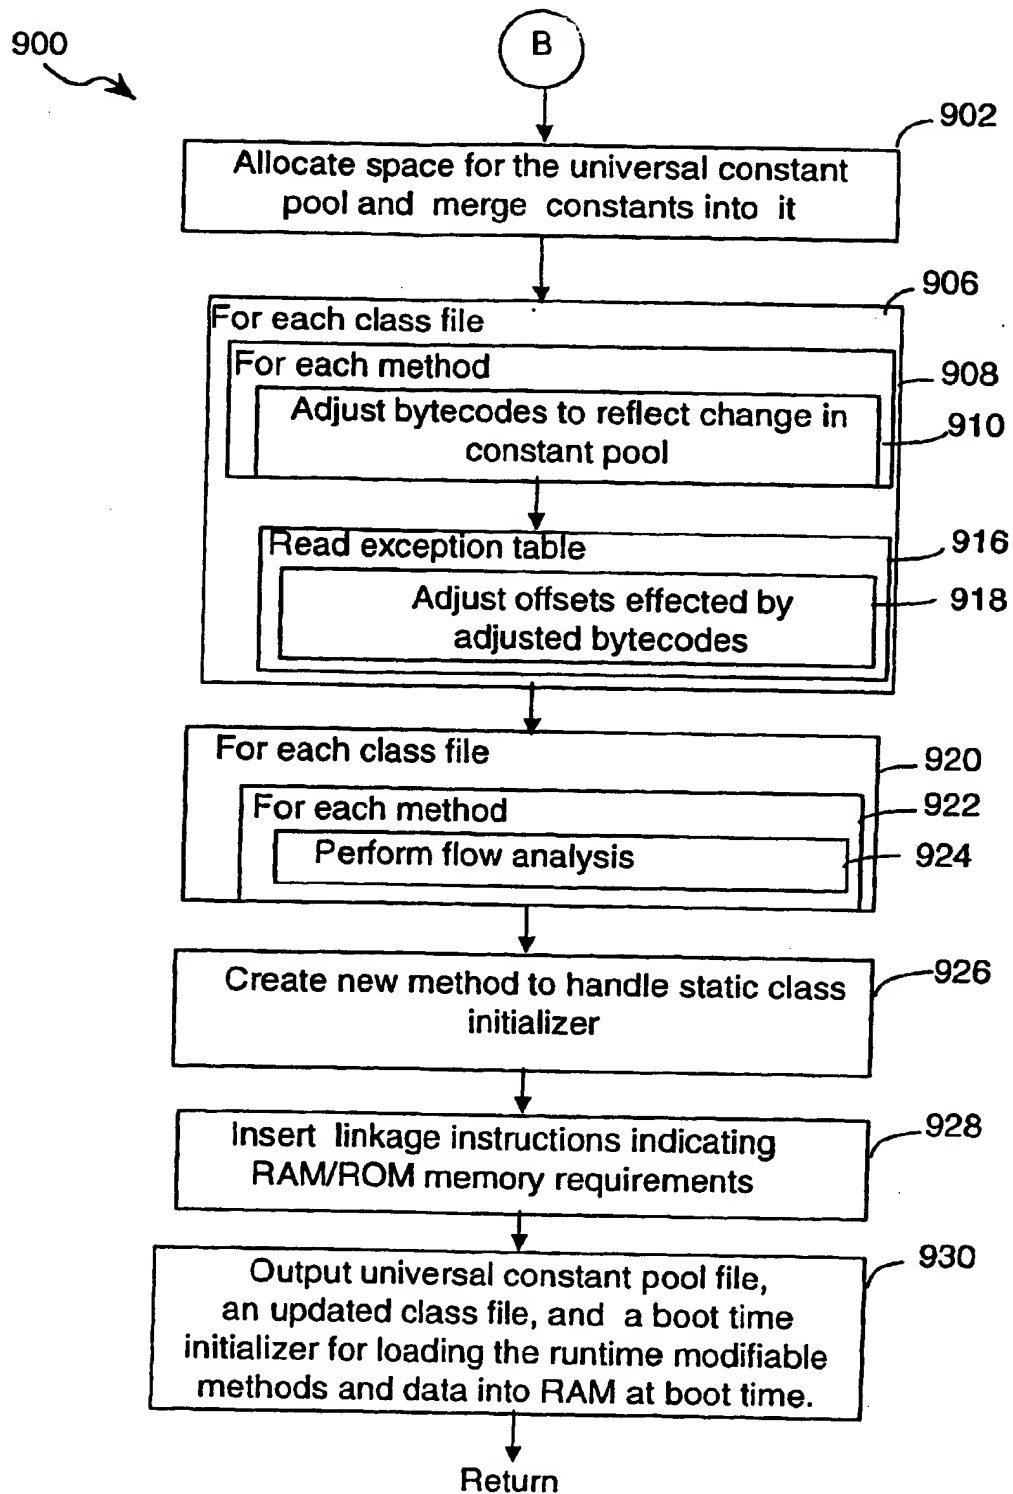 900
B
902
Allocate space for the universal constant
pool and merge constants into it
906
For each class file
For each method
908
Adjust bytecodes to reflect change in
constant pool
910
Read exception table
916
Adjust offsets effected by
adjusted bytecodes
918
For each class file
920
For each method
922
Perform flow analysis
924
Create new method to handle static class
initializer
926
Insert linkage instructions indicating
RAM/ROM memory requirements
928
Output universal constant pool file,
an updated class file, and a boot time
initializer for loading the runtime modifiable
methods and data into RAM at boot time.
930
Return